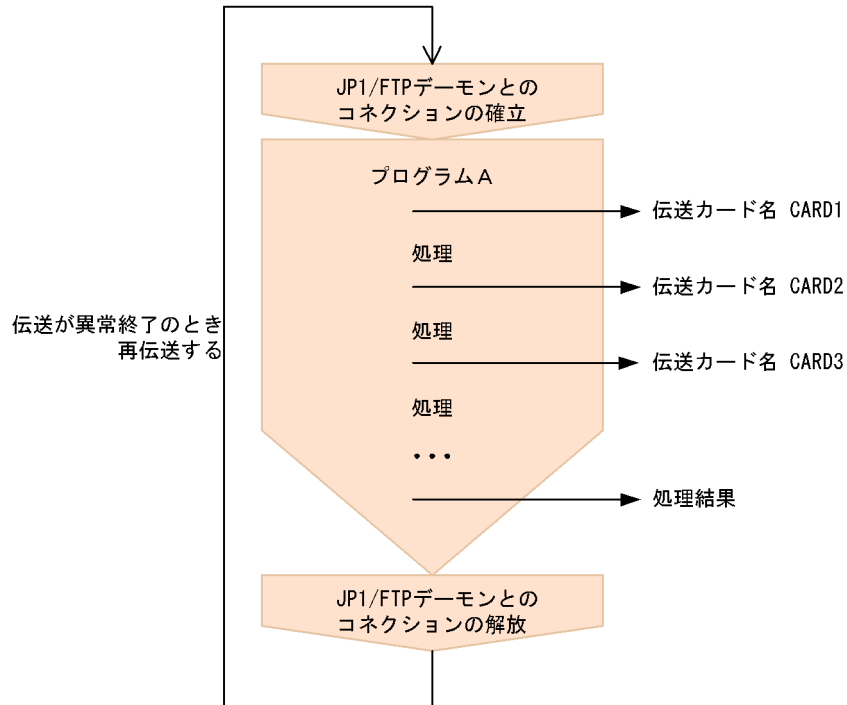 JP1/FTPデーモンとの
コネクションの確立
プログラムA
伝送カード名 CARD1
処理
伝送カード名 CARD2
処理
伝送が異常終了のとき
再伝送する
伝送カード名 CARD3
処理
・・・
処理結果
JP1/FTPデーモンとの
コネクションの解放